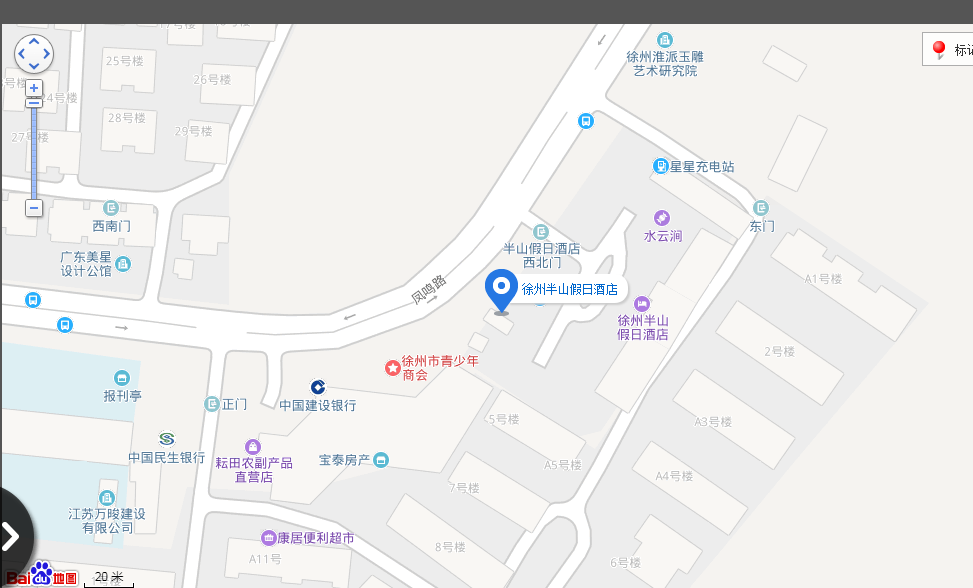 25号楼
26号楼
24号楼
28号楼
29号楼
27号楼
徐州淮派玉雕
艺术研究院
标记
星星充电站
西南门
水云涧
东门
半山假日酒店
西北门
广东美星
设计公馆
A1号楼
徐州半山假日酒店
凤鸣路
徐州半山
假日酒店
2号楼
徐州市青少年
商会
报刊亭
正门
中国建设银行
5号楼
A3号楼
中国民生银行
耘田农副产品
直营店
宝泰房产
A5号楼
A4号楼
7号楼
江苏万晙建设
有限公司
康居便利超市
A11号
8号楼
6号楼
Bai du 地图
20 米